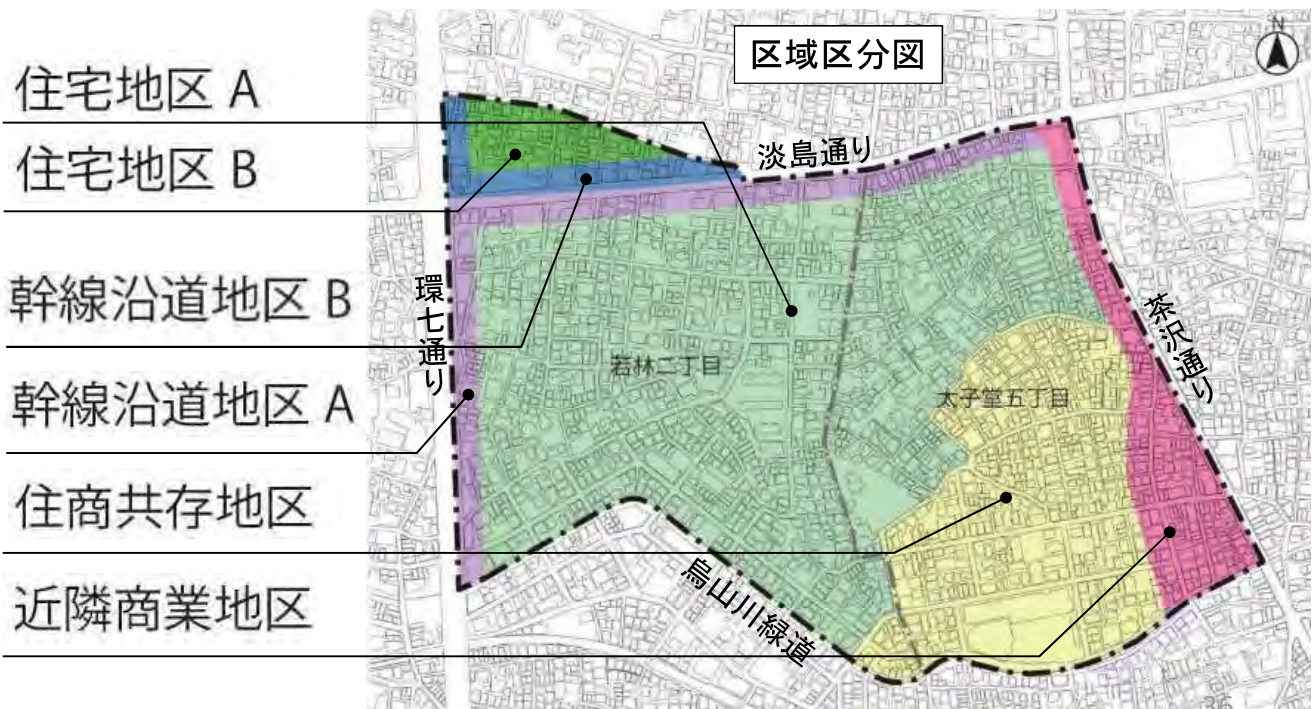 区域区分図
N
住宅地区 A
住宅地区 B
幹線沿道地区 B
幹線沿道地区 A
住商共存地区
近隣商業地区
淡島通り
環七通り
茶沢通り
若林二丁目
太子堂五丁目
烏山川緑道
36